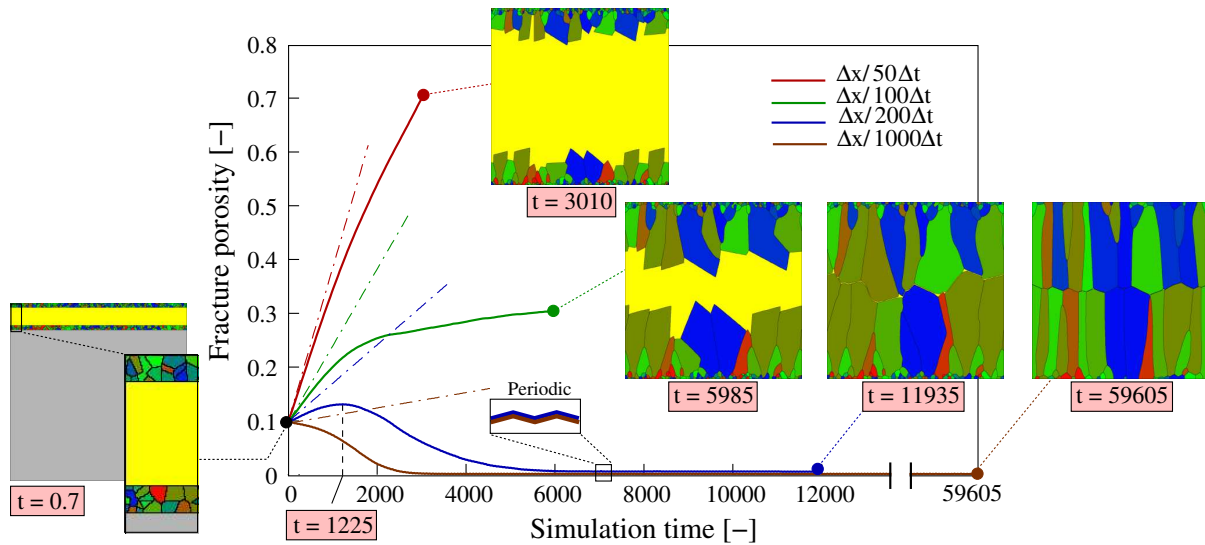 0.8
0.7
0.6
0.5
0.4
0.3
0.2
0.1
0
Fracture porosity [–]
Δx/ 50Δt
Δx/ 100Δt
Δx/ 200Δt
Δx/ 1000Δt
t = 3010
t = 5985
t = 11935
t = 59605
Periodic
t = 0.7
t = 1225
0
2000
4000
6000
8000
10000
12000
59605
Simulation time [–]